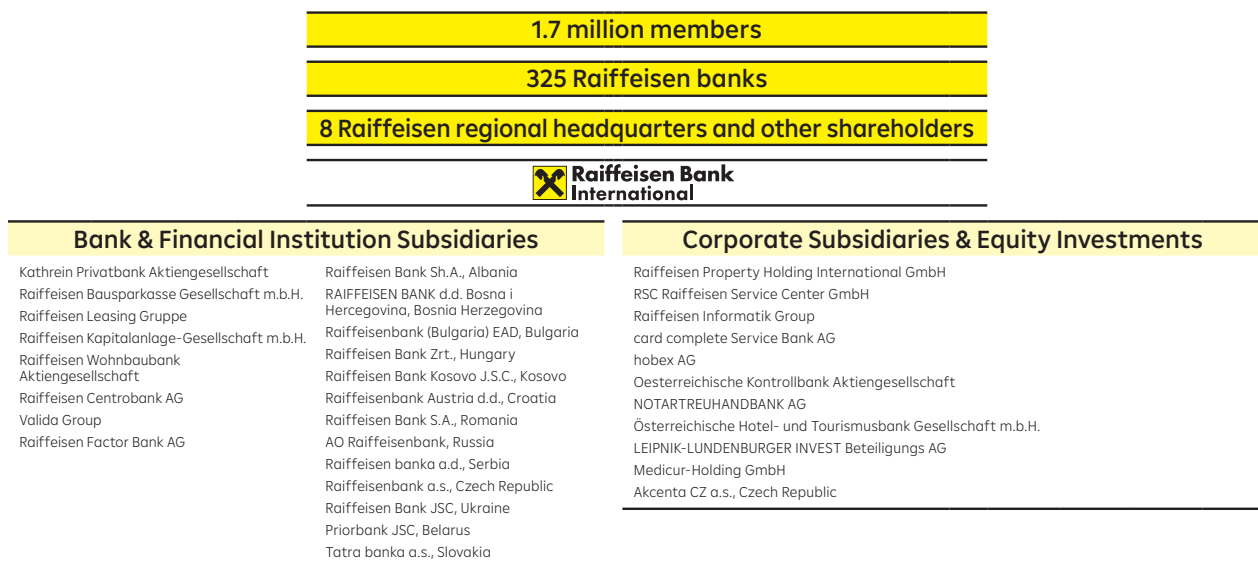 1.7 million members
325 Raiffeisen banks
8 Raiffeisen regional headquarters and other shareholders
Raiffeisen Bank
International
Bank & Financial Institution Subsidiaries
Kathrein Privatbank Aktiengesellschaft
Raiffeisen Bausparkasse Gesellschaft m.b.H.
Raiffeisen Leasing Gruppe
Raiffeisen Kapitalanlage-Gesellschaft m.b.H.
Raiffeisen Wohnbaubank
Aktiengesellschaft
Raiffeisen Centrobank AG
Valida Group
Raiffeisen Factor Bank AG
Raiffeisen Bank Sh.A., Albania
RAIFFEISEN BANK d.d. Bosna i
Hercegovina, Bosnia Herzegovina
Raiffeisenbank (Bulgaria) EAD, Bulgaria
Raiffeisen Bank Zrt., Hungary
Raiffeisen Bank Kosovo J.S.C., Kosovo
Raiffeisenbank Austria d.d., Croatia
Raiffeisen Bank S.A., Romania
AO Raiffeisenbank, Russia
Raiffeisen banka a.d., Serbia
Raiffeisenbank a.s., Czech Republic
Raiffeisen Bank JSC, Ukraine
Priorbank JSC, Belarus
Tatra banka a.s., Slovakia
Corporate Subsidiaries & Equity Investments
Raiffeisen Property Holding International GmbH
RSC Raiffeisen Service Center GmbH
Raiffeisen Informatik Group
card complete Service Bank AG
hobex AG
Oesterreichische Kontrollbank Aktiengesellschaft
NOTARTREUHANDBANK AG
Österreichische Hotel- und Tourismusbank Gesellschaft m.b.H.
LEIPNIK-LUNDENBURGER INVEST Beteiligungs AG
Medicur-Holding GmbH
Akcenta CZ a.s., Czech Republic